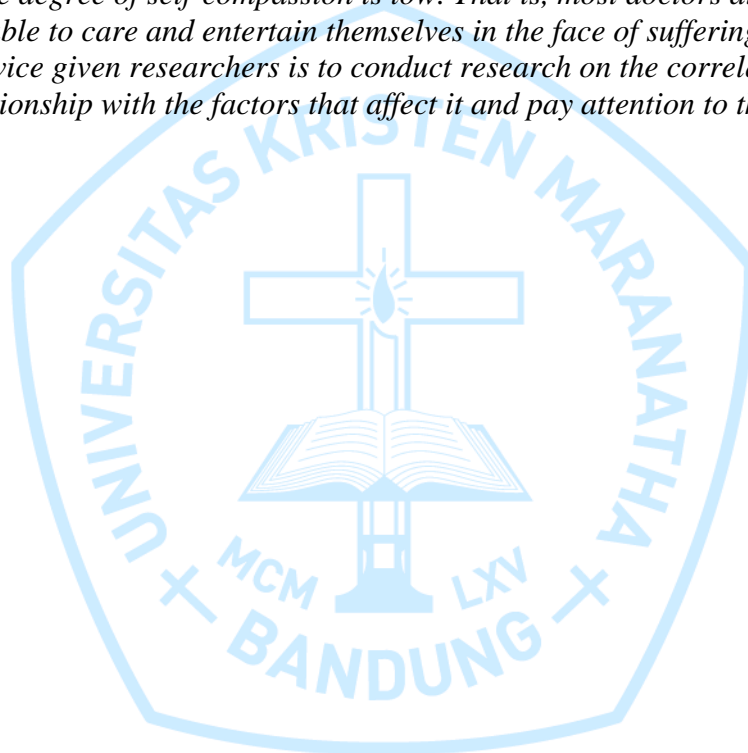 degree of self-compassion is low. That is, most doctors
ble to care and entertain themselves in the face of suffering
vice given researchers is to conduct research on the
ionship with the factors that affect it and pay attention to
UNIVERSITAS KRISTEN MARANATHA
MCM LXV
BANDUNG